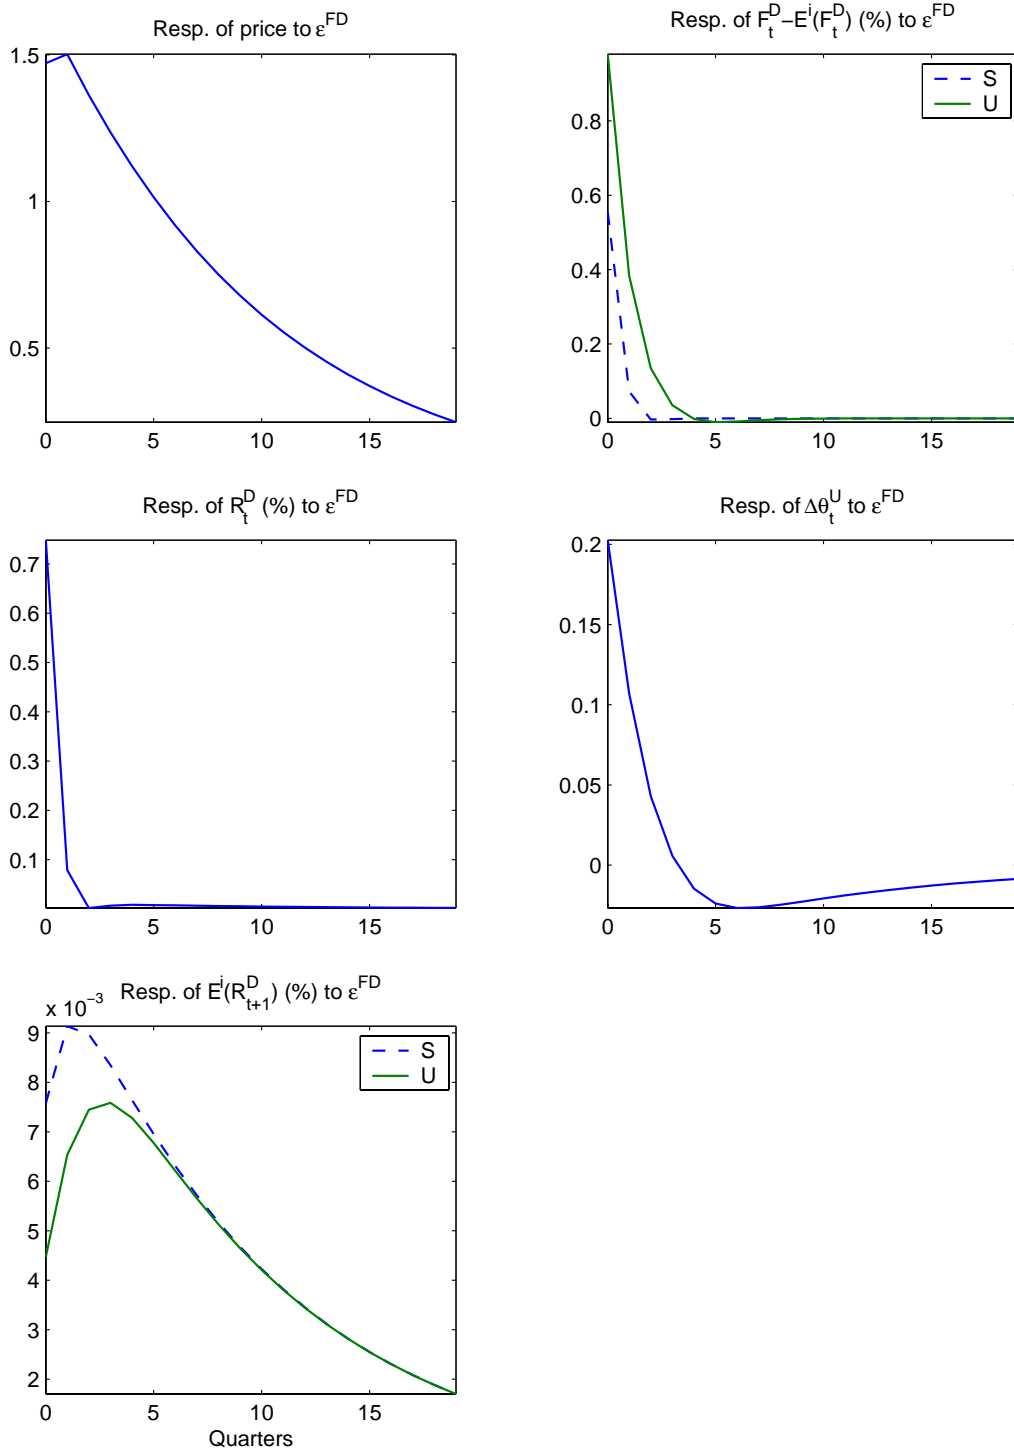 Resp. of price to ε^FD
1.5
1
0.5
0 5 10 15
Resp. of F_t^D−E^i(F_t^D) (%) to ε^FD
S
U
0.8
0.6
0.4
0.2
0
0 5 10 15
Resp. of R_t^D (%) to ε^FD
0.7
0.6
0.5
0.4
0.3
0.2
0.1
0 5 10 15
Resp. of Δθ_t^U to ε^FD
0.2
0.15
0.1
0.05
0
0 5 10 15
Resp. of E^i(R_{t+1}^D) (%) to ε^FD
x 10^−3
S
U
9
8
7
6
5
4
3
2
0 5 10 15
Quarters